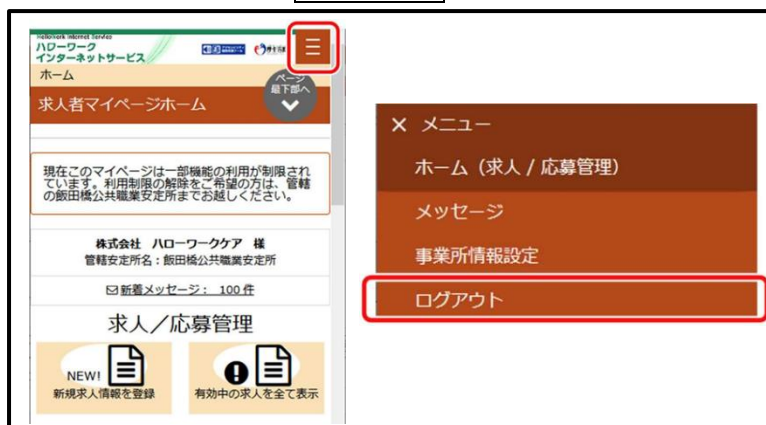 HelloWork Internet Service
ハローワーク
インターネットサービス
ホーム
ページ
最下部へ
求人者マイページホーム
現在このマイページは一部機能の利用が制限され
ています。利用制限の解除をご希望の方は、管轄
の飯田橋公共職業安定所までお越しください。
株式会社 ハローワークケア 様
管轄安定所名：飯田橋公共職業安定所
新着メッセージ： 100 件
求人／応募管理
NEW!
新規求人情報を登録
有効中の求人を全て表示
× メニュー
ホーム（求人 / 応募管理）
メッセージ
事業所情報設定
ログアウト